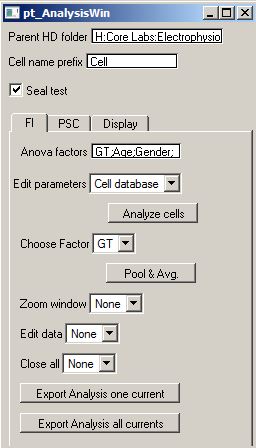 pt_AnalysisWin
Parent HD folder H:Core Labs:Electrophysio
Cell name prefix Cell
Seal test
FI PSC Display
Anova factors GT;Age;Gender;
Edit parameters Cell database
Analyze cells
Choose Factor GT
Pool & Avg.
Zoom window None
Edit data None
Close all None
Export Analysis one current
Export Analysis all currents